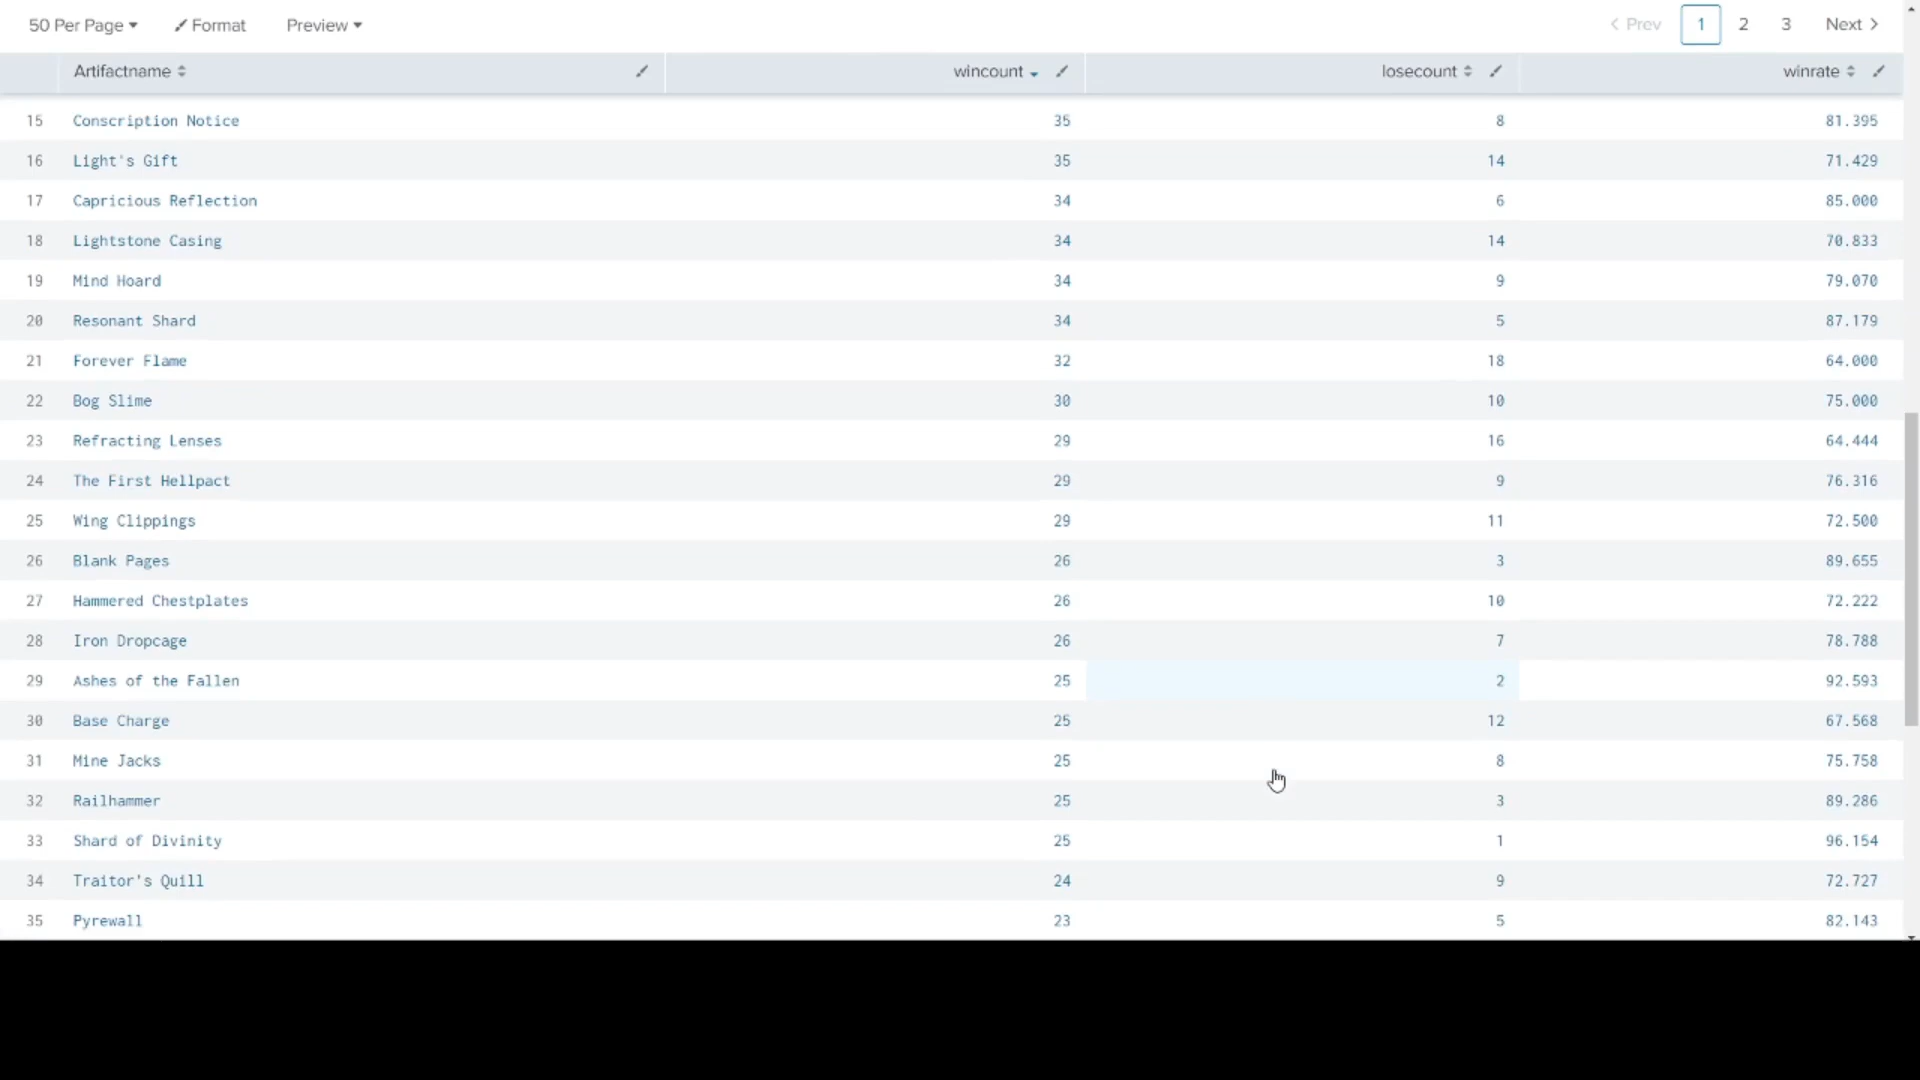 50 Per Page Format Preview < Prev 1 2 3 Next >
Artifactname wincount losecount winrate
15 Conscription Notice 35 8 81.395
16 Light's Gift 35 14 71.429
17 Capricious Reflection 34 6 85.000
18 Lightstone Casing 34 14 70.833
19 Mind Hoard 34 9 79.070
20 Resonant Shard 34 5 87.179
21 Forever Flame 32 18 64.000
22 Bog Slime 30 10 75.000
23 Refracting Lenses 29 16 64.444
24 The First Hellpact 29 9 76.316
25 Wing Clippings 29 11 72.500
26 Blank Pages 26 3 89.655
27 Hammered Chestplates 26 10 72.222
28 Iron Dropcage 26 7 78.788
29 Ashes of the Fallen 25 2 92.593
30 Base Charge 25 12 67.568
31 Mine Jacks 25 8 75.758
32 Railhammer 25 3 89.286
33 Shard of Divinity 25 1 96.154
34 Traitor's Quill 24 9 72.727
35 Pyrewall 23 5 82.143